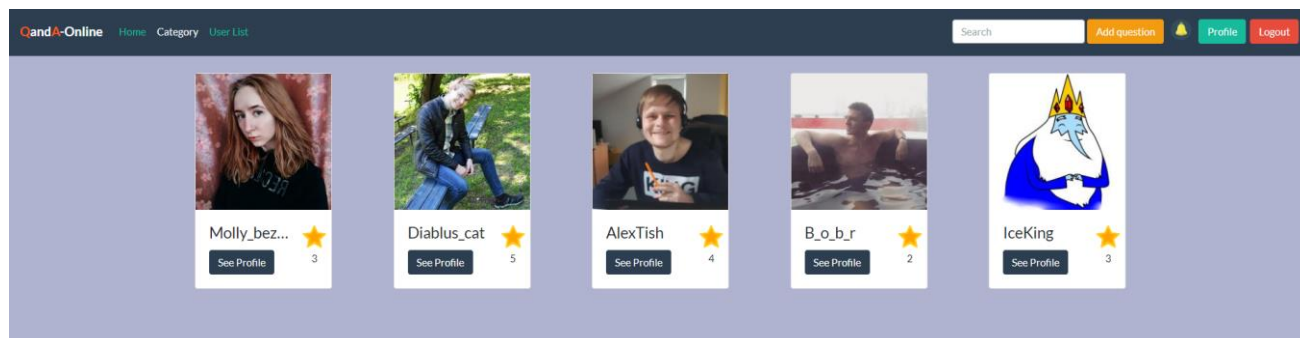 QandA-Online Home Category User List Search Add question Profile Logout
Molly_bez... Diablus_cat AlexTish B_o_b_r IceKing
3 5 4 2 3
See Profile See Profile See Profile See Profile See Profile
KING